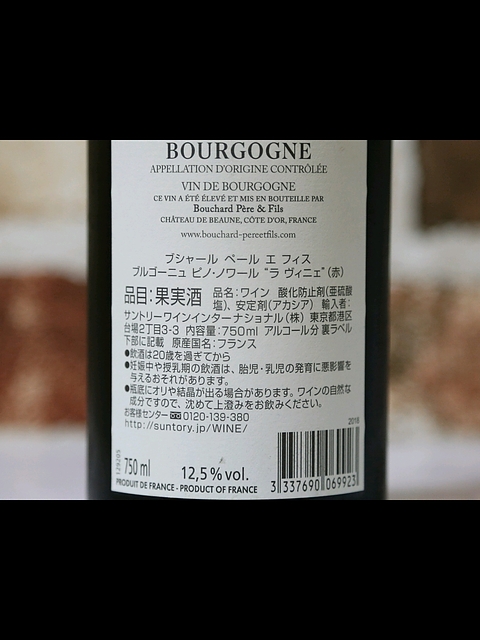 BOURGOGNE
APPELLATION D'ORIGINE CONTRÔLÉE
VIN DE BOURGOGNE
CE VIN A ÉTÉ ÉLEVÉ ET MIS EN BOUTEILLE PAR
Bouchard Père & Fils
CHÂTEAU DE BEAUNE, CÔTE D'OR, FRANCE
www.bouchard-pereetfils.com
ブシャール ペール エ フィス
ブルゴーニュ ピノ・ノワール "ラ ヴィニェ"(赤)
品目:果実酒 品名:ワイン 酸化防止剤(亜硫酸
塩)、安定剤(アカシア) 輸入者:
サントリーワインインターナショナル(株) 東京都港区
台場2丁目3-3 内容量:750ml アルコール分 裏ラベル
下部に記載 原産国名:フランス
●飲酒は20歳を過ぎてから
●妊娠中や授乳期の飲酒は、胎児・乳児の発育に悪影響を
与えるおそれがあります。
●瓶底にオリや結晶が出る場合があります。ワインの自然な
成分ですので、沈めて上澄みをお飲みください。
お客様センター 0120-139-380
http://suntory.jp/WINE/
2016
750 ml 12,5 % vol.
PRODUIT DE FRANCE - PRODUCT OF FRANCE
3 337690 069923